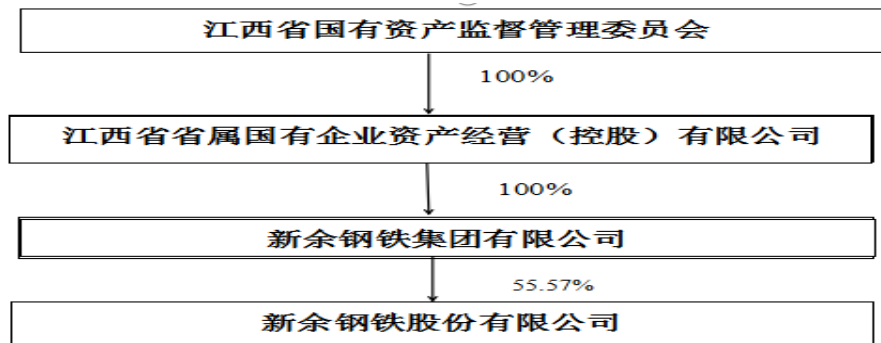 江西省国有资产监督管理委员会
100%
江西省省属国有企业资产经营（控股）有限公司
100%
新余钢铁集团有限公司
55.57%
新余钢铁股份有限公司